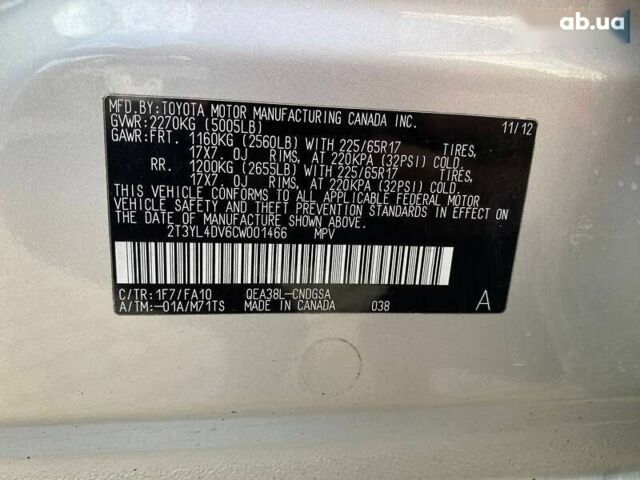 ab.ua
MFD.BY:TOYOTA MOTOR MANUFACTURING CANADA INC.
GVWR:2270KG (5005LB) 11/12
GAWR:FRT. 1160KG (2560LB) WITH 225/65R17 TIRES,
17X7. OJ RIMS, AT 220KPA (32PSI) COLD.
RR. 1200KG (2655LB) WITH 225/65R17 TIRES,
17X7. OJ RIMS, AT 220KPA (32PSI) COLD.
THIS VEHICLE CONFORMS TO ALL APPLICABLE FEDERAL MOTOR
VEHICLE SAFETY AND THEFT PREVENTION STANDARDS IN EFFECT ON
THE DATE OF MANUFACTURE SHOWN ABOVE.
2T3YL4DV6CW001466 MPV
C/TR:1F7/FA10 QEA38L-CNDGSA
A/TM:-01A/M71TS MADE IN CANADA 038 A